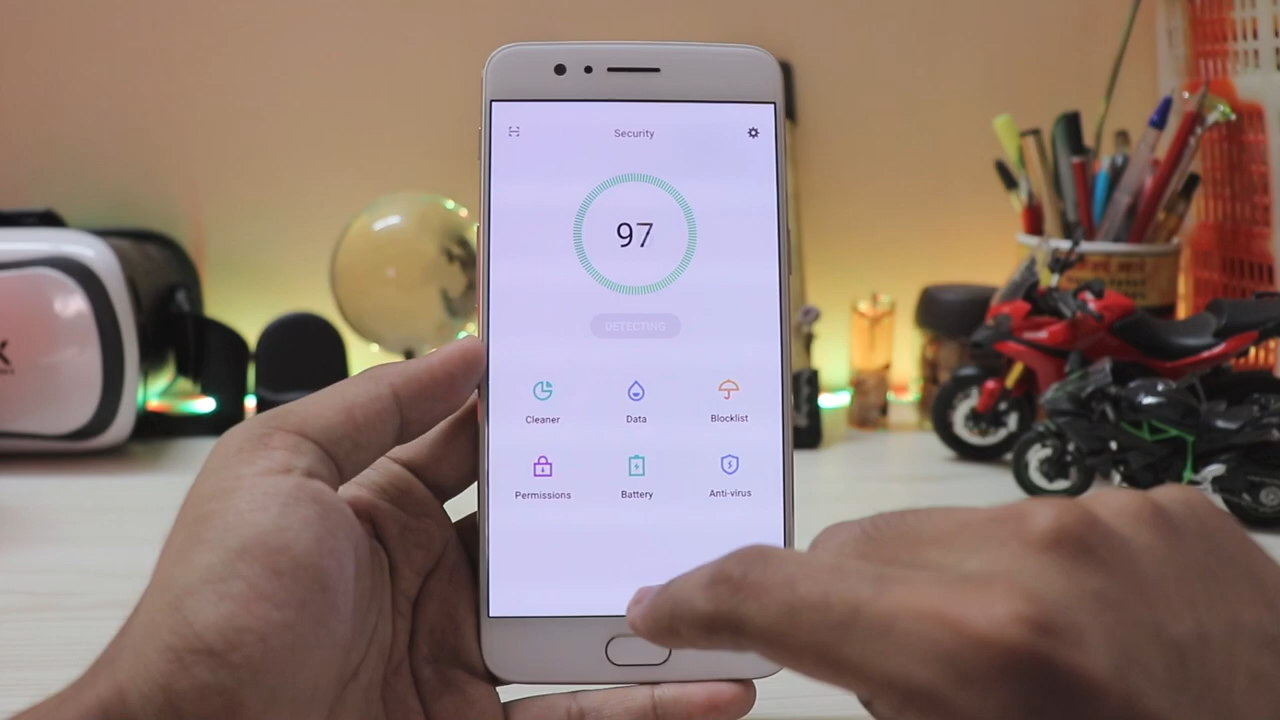 Security
97
DETECTING
Cleaner
Data
Blocklist
Permissions
Battery
Anti-virus